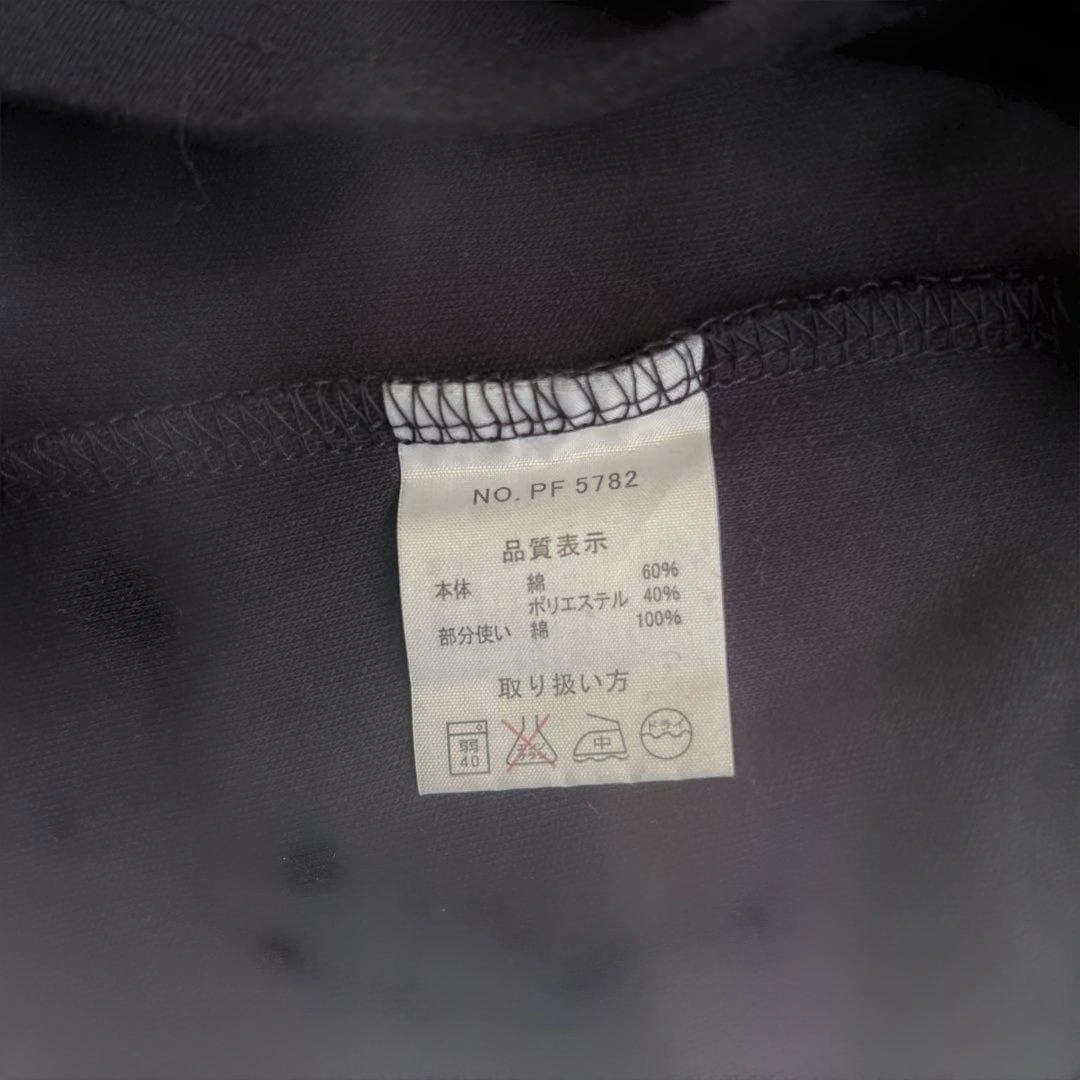 NO. PF 5782
品質表示
本体 綿 60%
ポリエステル 40%
部分使い 綿 100%
取り扱い方
弱 40 中 ドライ